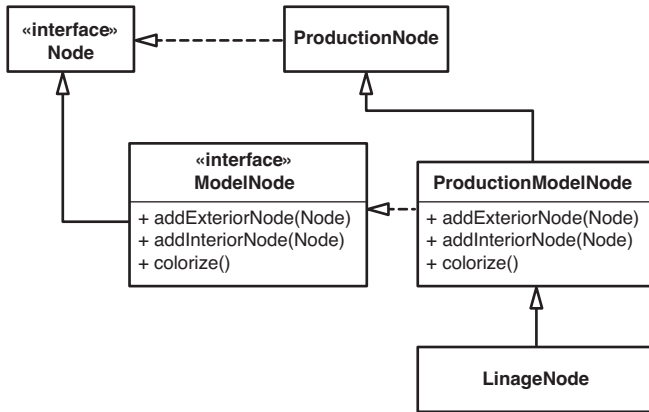 «interface»
Node
ProductionNode
«interface»
ModelNode
+ addExteriorNode(Node)
+ addInteriorNode(Node)
+ colorize()
ProductionModelNode
+ addExteriorNode(Node)
+ addInteriorNode(Node)
+ colorize()
LinageNode